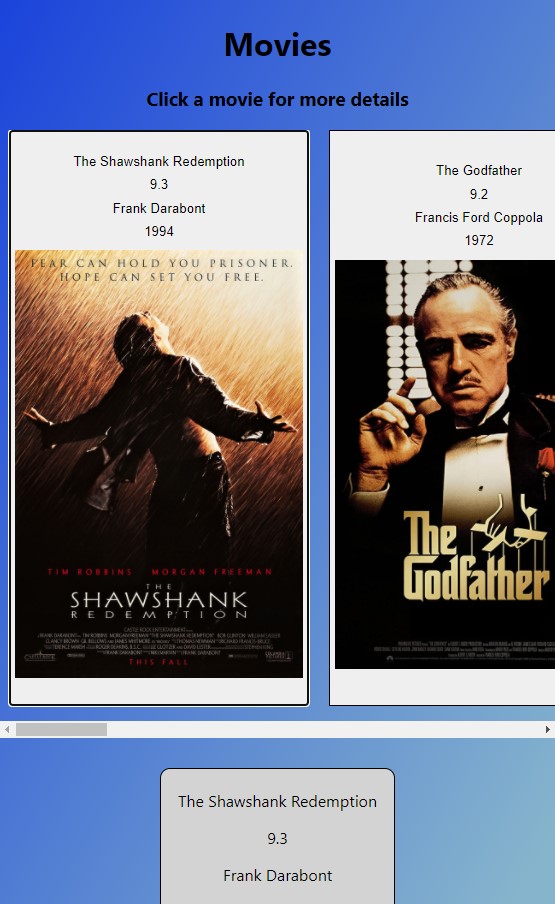 Movies
Click a movie for more details
The Shawshank Redemption
9.3
Frank Darabont
1994
FEAR CAN HOLD YOU PRISONER.
HOPE CAN SET YOU FREE.
TIM ROBBINS MORGAN FREEMAN
THE
SHAWSHANK
REDEMPTION
THIS FALL
The Godfather
9.2
Francis Ford Coppola
1972
The
Godfather
The Shawshank Redemption
9.3
Frank Darabont